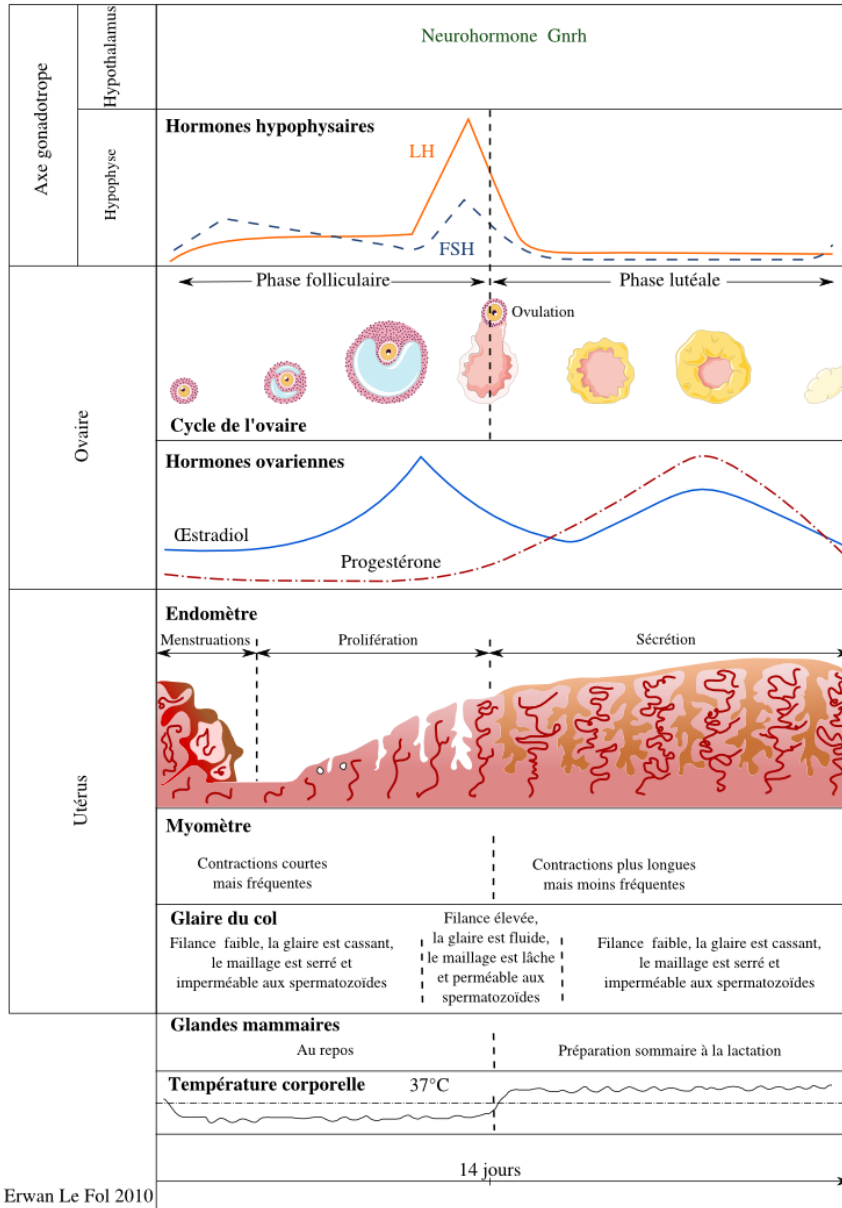 Neurohormone Gnrh
Axe gonadotrope
Hypothalamus
Hypophyse
Hormones hypophysaires
LH
FSH
Phase folliculaire
Phase lutéale
Ovulation
Cycle de l'ovaire
Ovaire
Hormones ovariennes
Œstradiol
Progestérone
Endomètre
Menstruations
Prolifération
Sécrétion
Utérus
Myomètre
Contractions courtes
mais fréquentes
Contractions plus longues
mais moins fréquentes
Glaire du col
Filance faible, la glaire est cassant,
le maillage est serré et
imperméable aux spermatozoïdes
Filance élevée,
la glaire est fluide,
le maillage est lâche
et perméable aux
spermatozoïdes
Filance faible, la glaire est cassant,
le maillage est serré et
imperméable aux spermatozoïdes
Glandes mammaires
Au repos
Préparation sommaire à la lactation
Température corporelle
37°C
14 jours
Erwan Le Fol 2010